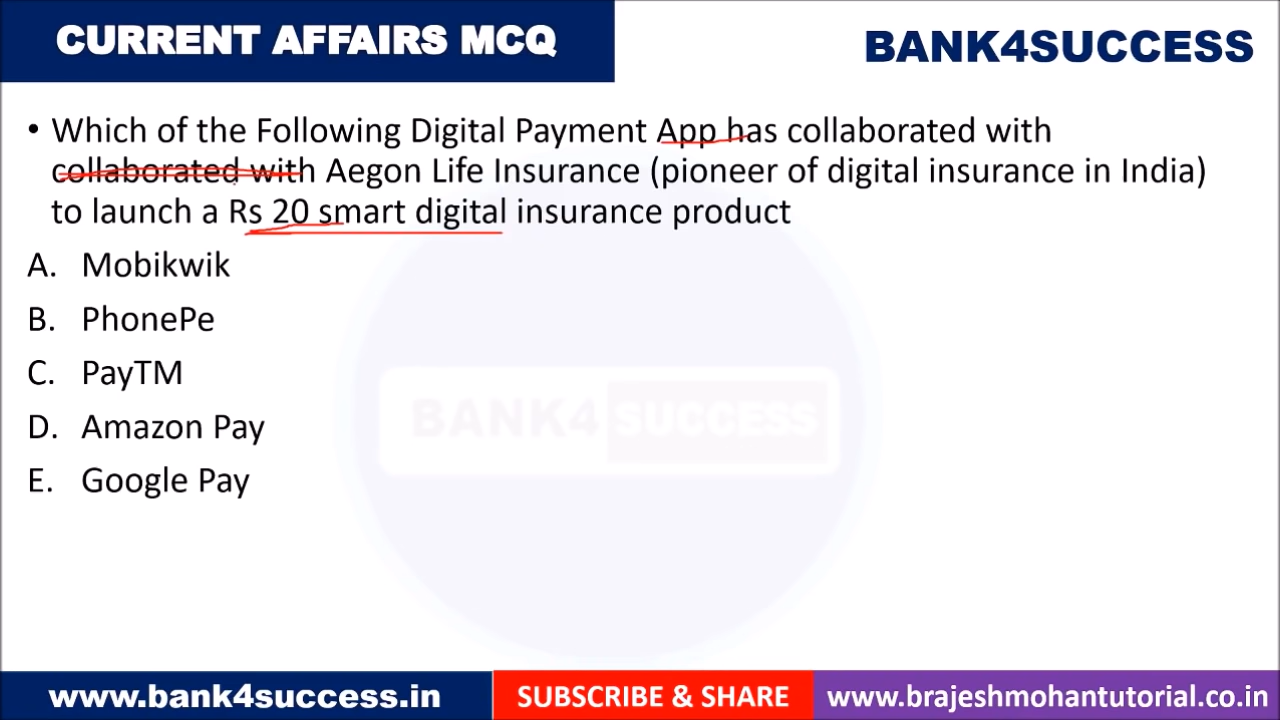 CURRENT AFFAIRS MCQ
BANK4SUCCESS
• Which of the Following Digital Payment App has collaborated with
collaborated with Aegon Life Insurance (pioneer of digital insurance in India)
to launch a Rs 20 smart digital insurance product
A. Mobikwik
B. PhonePe
C. PayTM
D. Amazon Pay
E. Google Pay
BANK4SUCCESS
www.bank4success.in
SUBSCRIBE & SHARE
www.brajeshmohantutorial.co.in